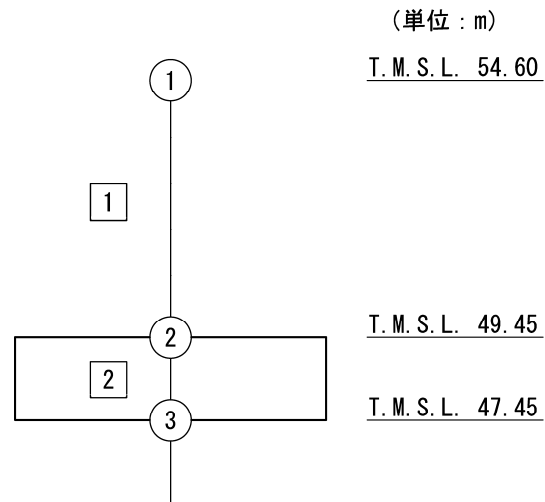 (単位:m)
① T.M.S.L. 54.60
1
② T.M.S.L. 49.45
2
③ T.M.S.L. 47.45